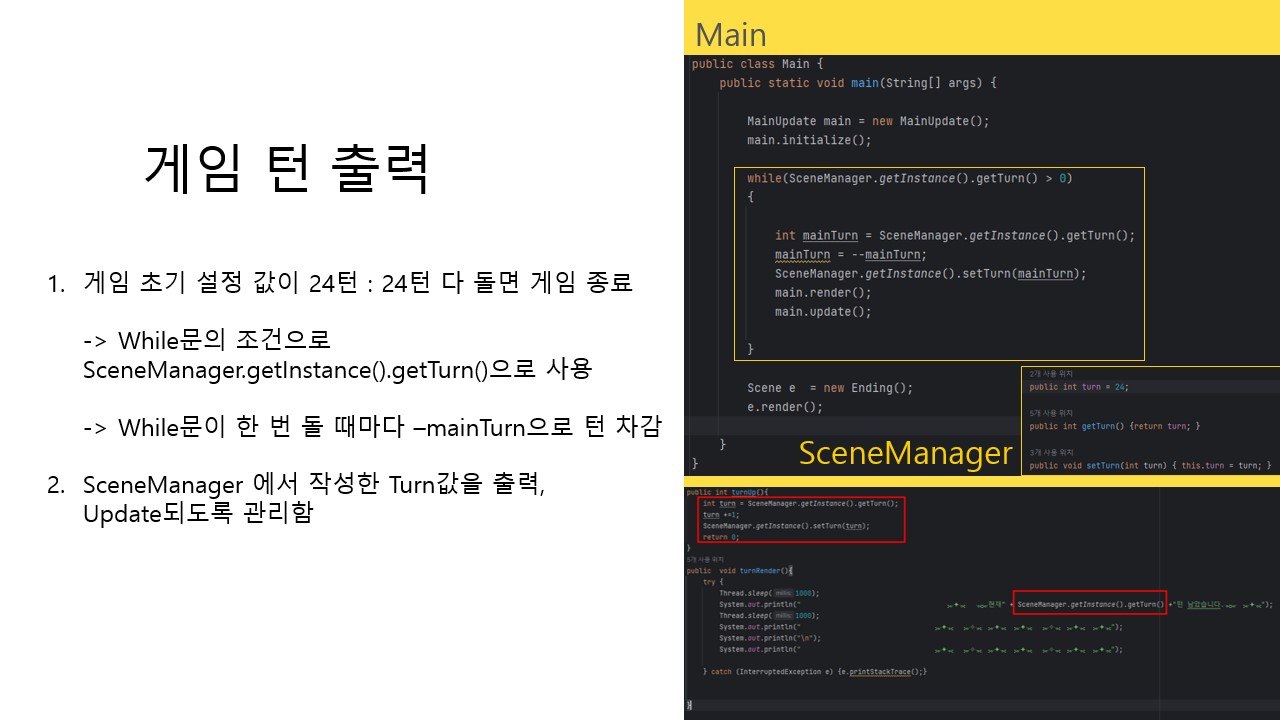 게임 턴 출력
1. 게임 초기 설정 값이 24턴 : 24턴 다 돌면 게임 종료
-> While문의 조건으로
SceneManager.getInstance().getTurn()으로 사용
-> While문이 한 번 돌 때마다 –mainTurn으로 턴 차감
2. SceneManager 에서 작성한 Turn값을 출력,
Update되도록 관리함
Main
public class Main {
public static void main(String[] args) {
MainUpdate main = new MainUpdate();
main.initialize();
while(SceneManager.getInstance().getTurn() > 0)
{
int mainTurn = SceneManager.getInstance().getTurn();
mainTurn = --mainTurn;
SceneManager.getInstance().setTurn(mainTurn);
main.render();
main.update();
}
Scene e  = new Ending();
e.render();
}
}
SceneManager
2개 사용 위치
public int turn = 24;
5개 사용 위치
public int getTurn() {return turn; }
3개 사용 위치
public void setTurn(int turn) { this.turn = turn; }
public int turnUp(){
int turn = SceneManager.getInstance().getTurn();
turn +=1;
SceneManager.getInstance().setTurn(turn);
return 0;
}
5개 사용 위치
public  void turnRender(){
try {
Thread.sleep( 1000);
System.out.println(" 현재" + SceneManager.getInstance().getTurn() +"턴 남았습니다. ");
Thread.sleep( 1000);
System.out.println(" ");
System.out.println("\n");
System.out.println(" ");
} catch (InterruptedException e) {e.printStackTrace();}
}